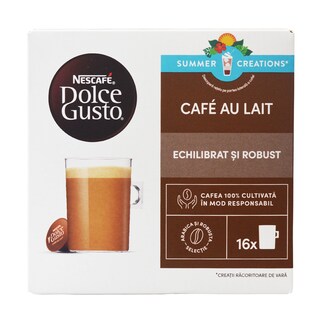 NESCAFÉ
Dolce
Gusto
SUMMER CREATIONS*
CAFÉ AU LAIT
ECHILIBRAT ȘI ROBUST
CAFEA 100% CULTIVATĂ
ÎN MOD RESPONSABIL
ARABICA ȘI ROBUSTA
SELECȚIE
16x
*CREAȚII RĂCORITOARE DE VARĂ